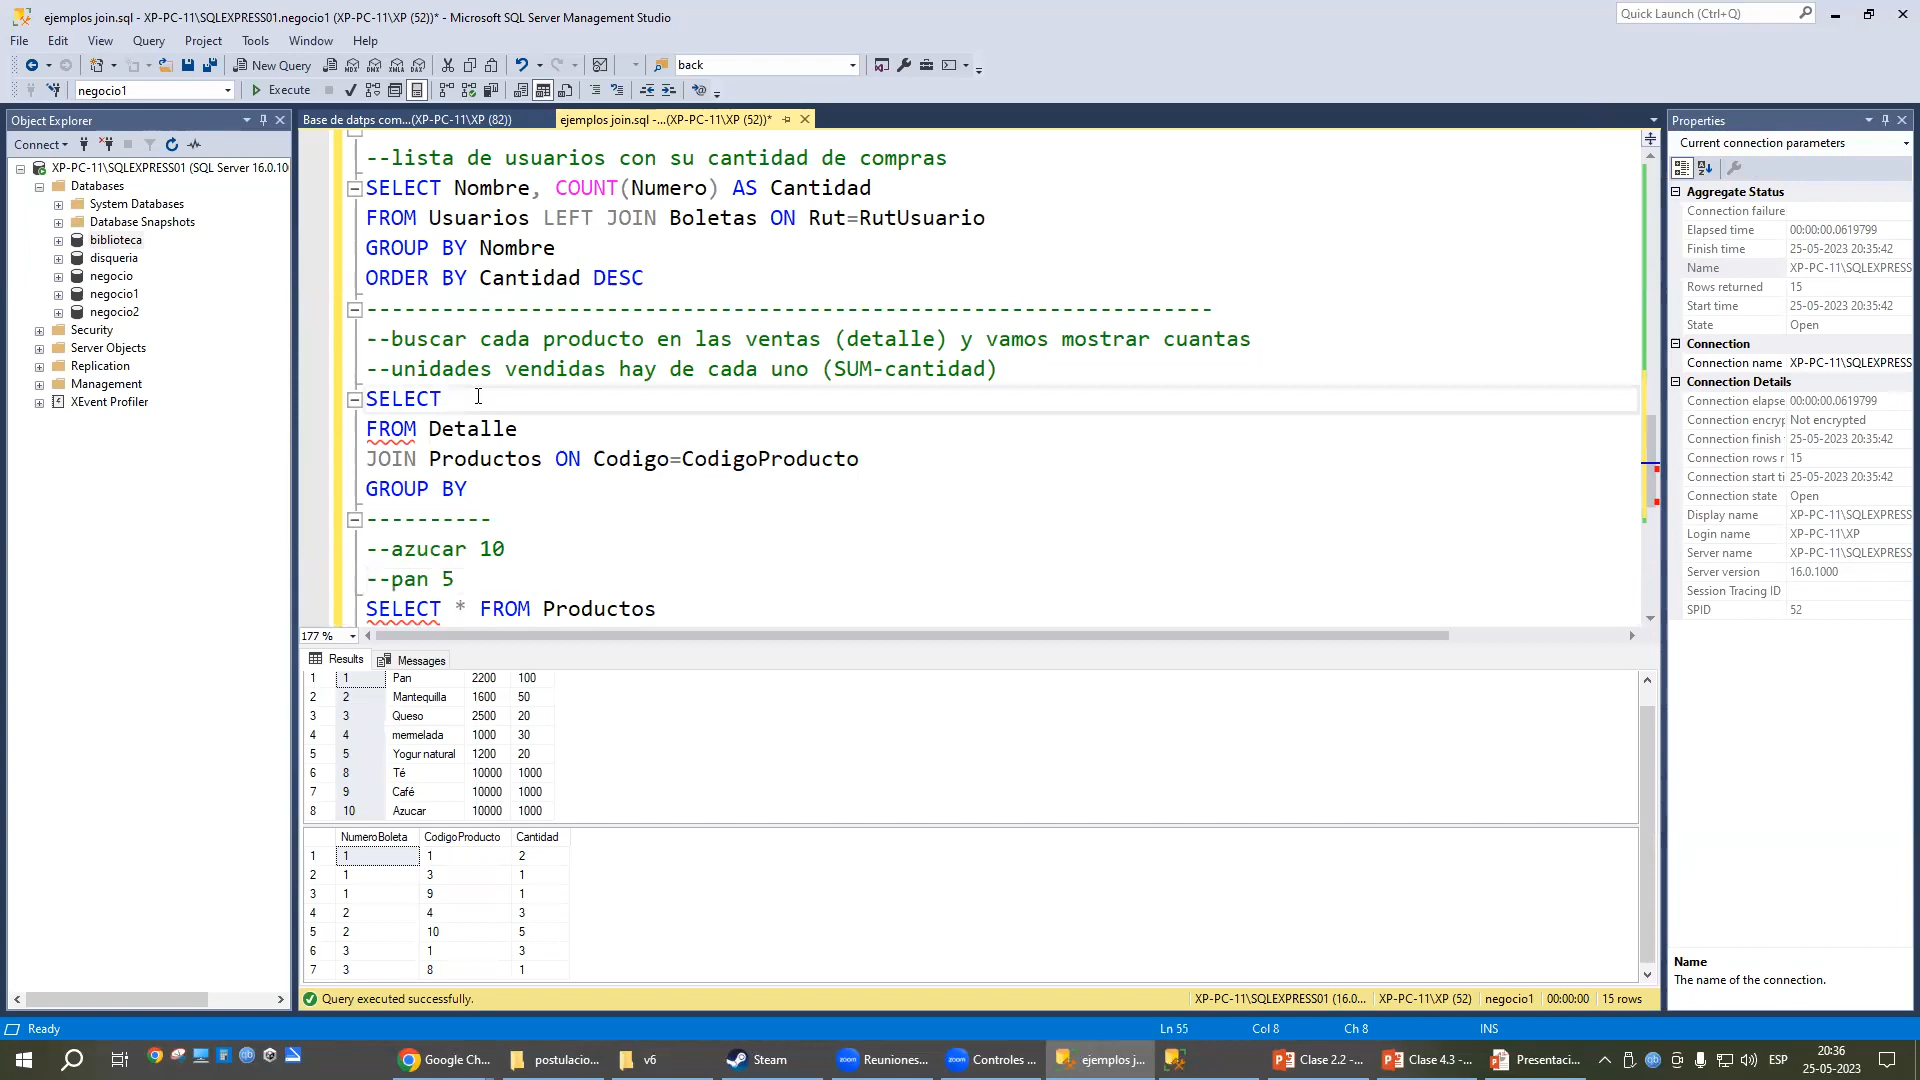 ejemplos join.sql - XP-PC-11\SQLEXPRESS01.negocio1 (XP-PC-11\XP (52))* - Microsoft SQL Server Management Studio
Quick Launch (Ctrl+Q)
File Edit View Query Project Tools Window Help
New Query
MDX DMX XMLA DAX
back
negocio1
Execute
Object Explorer
Connect
XP-PC-11\SQLEXPRESS01 (SQL Server 16.0.10
Databases
System Databases
Database Snapshots
biblioteca
disqueria
negocio
negocio1
negocio2
Security
Server Objects
Replication
Management
XEvent Profiler
Base de datps com...(XP-PC-11\XP (82))
ejemplos join.sql -...(XP-PC-11\XP (52))*
--lista de usuarios con su cantidad de compras
SELECT Nombre, COUNT(Numero) AS Cantidad
FROM Usuarios LEFT JOIN Boletas ON Rut=RutUsuario
GROUP BY Nombre
ORDER BY Cantidad DESC
-------------------------------------------------------------------
--buscar cada producto en las ventas (detalle) y vamos mostrar cuantas
--unidades vendidas hay de cada uno (SUM-cantidad)
SELECT
FROM Detalle
JOIN Productos ON Codigo=CodigoProducto
GROUP BY
----------
--azucar 10
--pan 5
SELECT * FROM Productos
177 %
Results Messages
1 1 Pan 2200 100
2 2 Mantequilla 1600 50
3 3 Queso 2500 20
4 4 mermelada 1000 30
5 5 Yogur natural 1200 20
6 8 Té 10000 1000
7 9 Café 10000 1000
8 10 Azucar 10000 1000
NumeroBoleta CodigoProducto Cantidad
1 1 1 2
2 1 3 1
3 1 9 1
4 2 4 3
5 2 10 5
6 3 1 3
7 3 8 1
Query executed successfully.
XP-PC-11\SQLEXPRESS01 (16.0... XP-PC-11\XP (52) negocio1 00:00:00 15 rows
Properties
Current connection parameters
Aggregate Status
Connection failure
Elapsed time 00:00:00.0619799
Finish time 25-05-2023 20:35:42
Name XP-PC-11\SQLEXPRESS
Rows returned 15
Start time 25-05-2023 20:35:42
State Open
Connection
Connection name XP-PC-11\SQLEXPRESS
Connection Details
Connection elapse 00:00:00.0619799
Connection encryp Not encrypted
Connection finish 25-05-2023 20:35:42
Connection rows r 15
Connection start ti 25-05-2023 20:35:42
Connection state Open
Display name XP-PC-11\SQLEXPRESS
Login name XP-PC-11\XP
Server name XP-PC-11\SQLEXPRESS
Server version 16.0.1000
Session Tracing ID
SPID 52
Name
The name of the connection.
Ready
Ln 55 Col 8 Ch 8 INS
Google Ch... postulacio... v6 Steam Reuniones... Controles ... ejemplos j... Clase 2.2 -... Clase 4.3 -... Presentaci...
ESP
20:36
25-05-2023